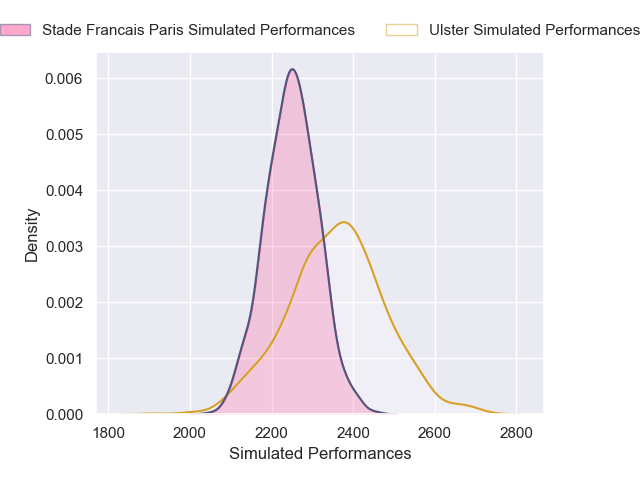 Stade Francais Paris Simulated Performances
Ulster Simulated Performances
0.006
0.005
0.004
0.003
0.002
0.001
0.000
Density
1800 2000 2200 2400 2600 2800
Simulated Performances